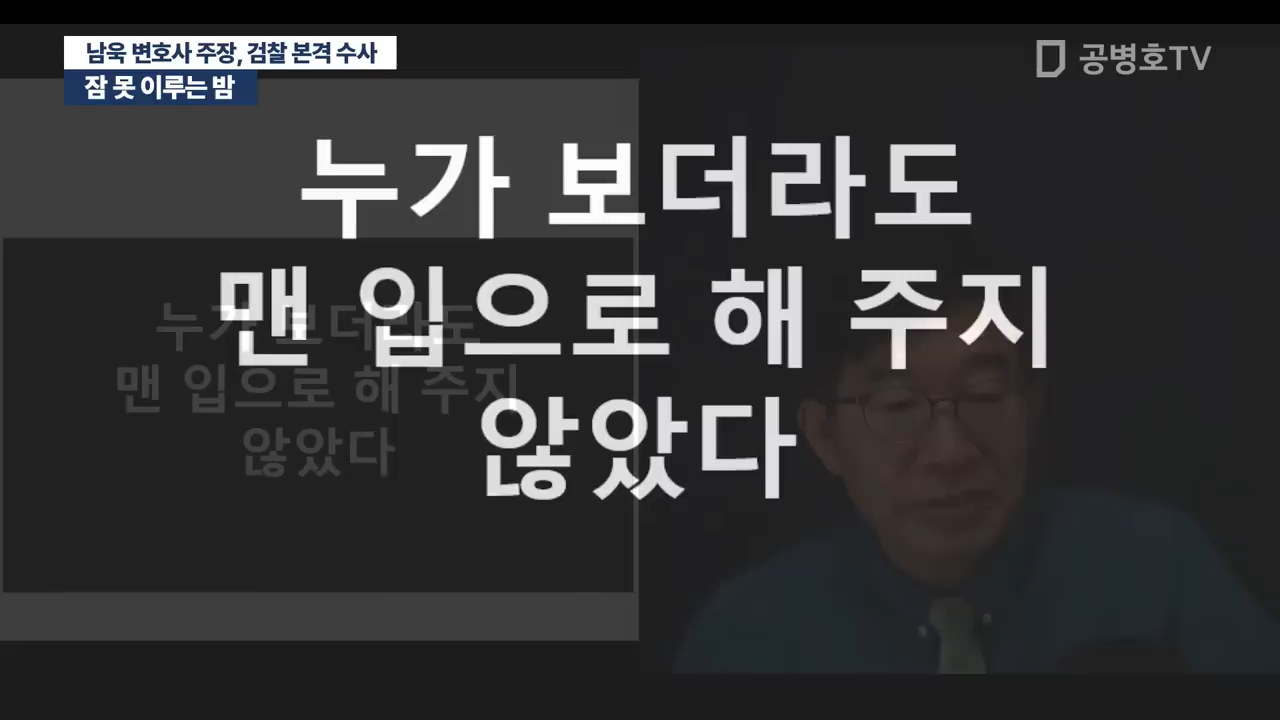 남욱 변호사 주장, 검찰 본격 수사
잠 못 이루는 밤
공병호TV
누가 보더라도
맨 입으로 해 주지
않았다
누가 보더라도
맨 입으로 해 주지
않았다